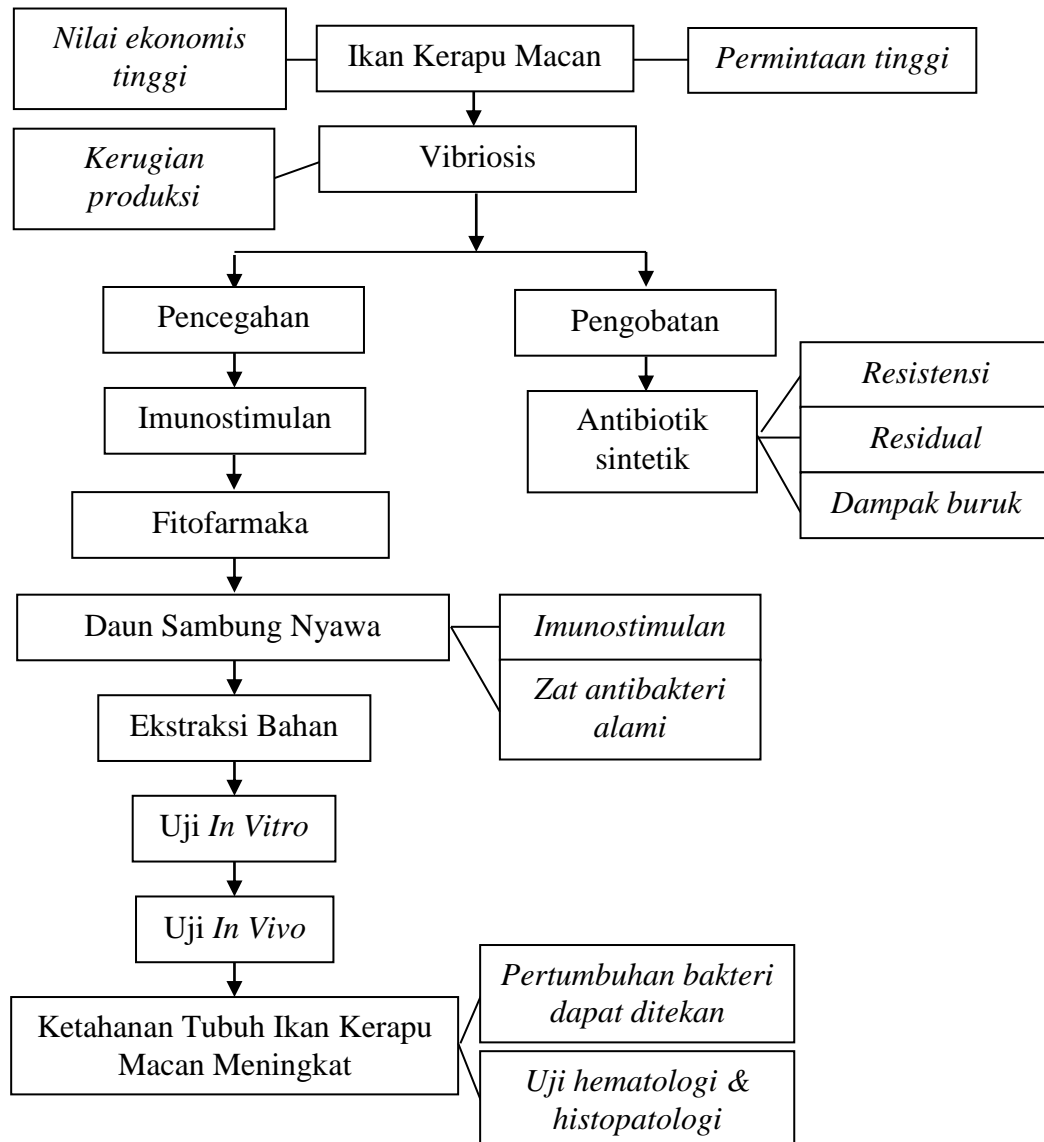 Nilai ekonomis
tinggi
Ikan Kerapu Macan
Permintaan tinggi
Kerugian
produksi
Vibriosis
Pencegahan
Pengobatan
Imunostimulan
Antibiotik
sintetik
Resistensi
Residual
Dampak buruk
Fitofarmaka
Daun Sambung Nyawa
Imunostimulan
Zat antibakteri
alami
Ekstraksi Bahan
Uji In Vitro
Uji In Vivo
Ketahanan Tubuh Ikan Kerapu
Macan Meningkat
Pertumbuhan bakteri
dapat ditekan
Uji hematologi &
histopatologi